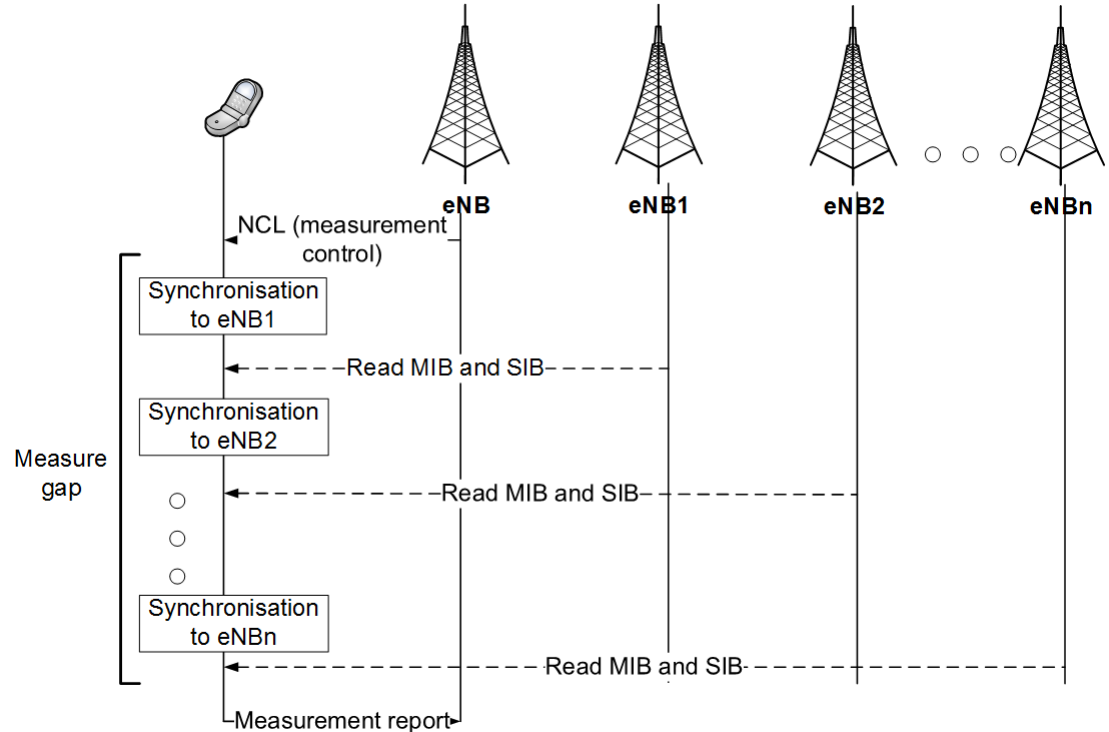 eNB
eNB1
eNB2
eNBn
NCL (measurement
control)
Synchronisation
to eNB1
Read MIB and SIB
Synchronisation
to eNB2
Measure
gap
Read MIB and SIB
Synchronisation
to eNBn
Read MIB and SIB
Measurement report